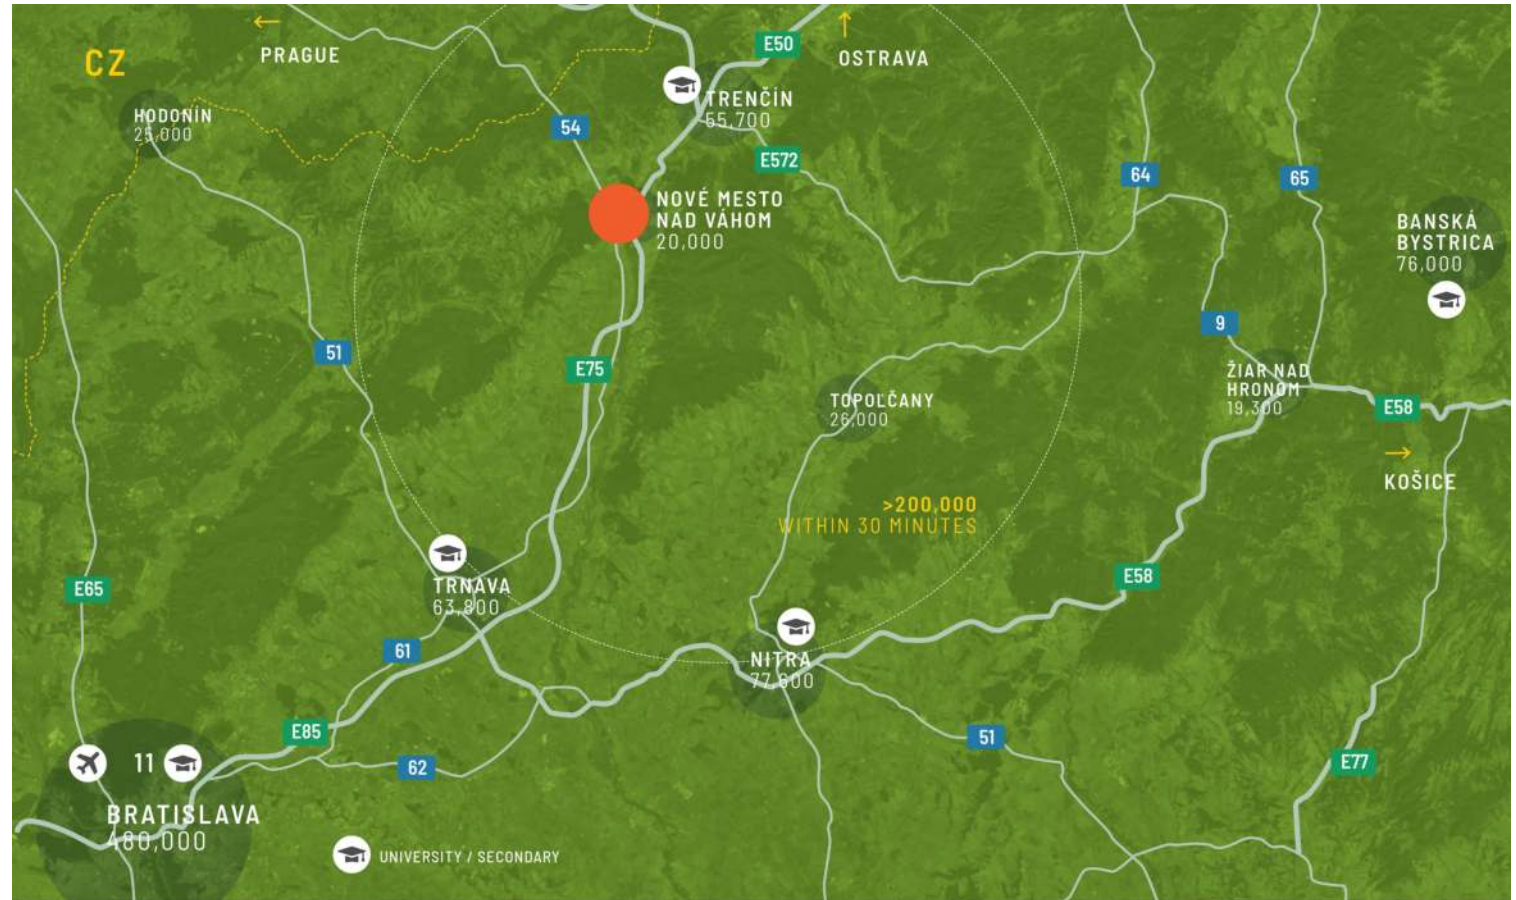 E50
OSTRAVA
PRAGUE
CZ
TRENČÍN
55,700
HODONÍN
25,000
54
E572
64
65
NOVÉ MESTO
NAD VÁHOM
20,000
BANSKÁ
BYSTRICA
76,000
9
51
E75
ŽIAR NAD
HRONOM
19,300
TOPOĽČANY
26,000
E58
KOŠICE
>200,000
WITHIN 30 MINUTES
E65
TRNAVA
63,800
E58
61
NITRA
77,600
E85
51
62
E77
11
BRATISLAVA
480,000
UNIVERSITY / SECONDARY